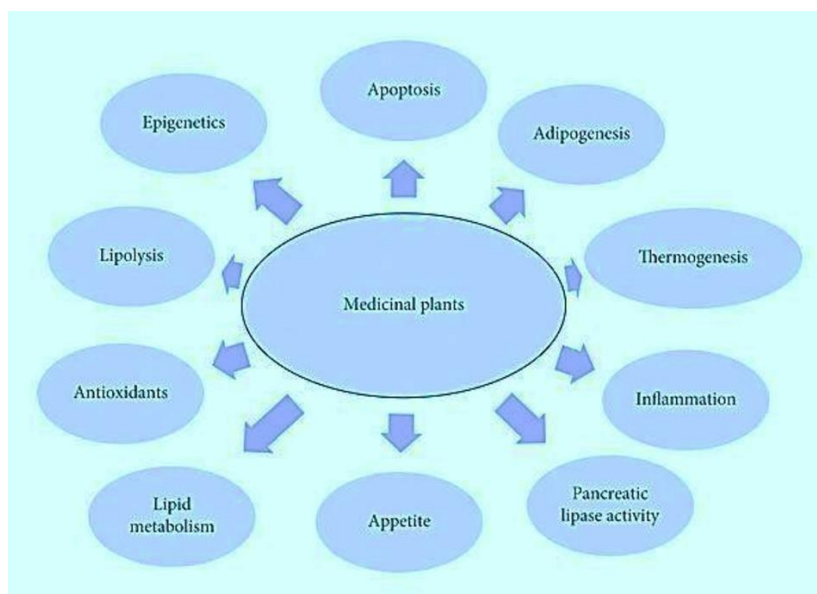 Apoptosis
Epigenetics
Adipogenesis
Lipolysis
Thermogenesis
Medicinal plants
Antioxidants
Inflammation
Lipid
metabolism
Appetite
Pancreatic
lipase activity